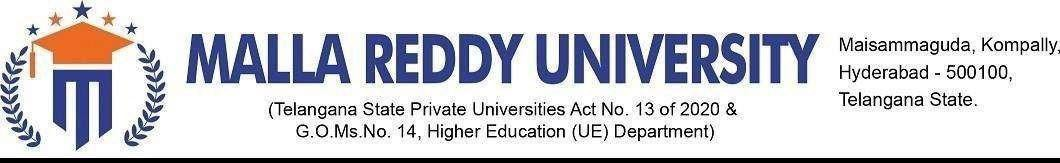 MALLA REDDY UNIVERSITY
(Telangana State Private Universities Act No. 13 of 2020 &
G.O.Ms.No. 14, Higher Education (UE) Department)
Maisammaguda, Kompally,
Hyderabad - 500100,
Telangana State.